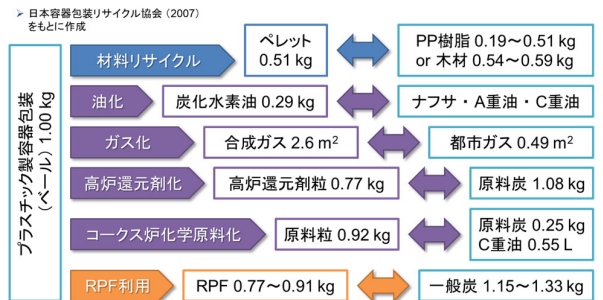 ➤ 日本容器包装リサイクル協会 (2007)
をもとに作成
プラスチック製容器包装
(ベール) 1.00 kg
材料リサイクル
ペレット
0.51 kg
PP樹脂 0.19～0.51 kg
or 木材 0.54～0.59 kg
油化
炭化水素油 0.29 kg
ナフサ・A重油・C重油
ガス化
合成ガス 2.6 m²
都市ガス 0.49 m²
高炉還元剤化
高炉還元剤粒 0.77 kg
原料炭 1.08 kg
コークス炉化学原料化
原料粒 0.92 kg
原料炭 0.25 kg
C重油 0.55 L
RPF利用
RPF 0.77～0.91 kg
一般炭 1.15～1.33 kg